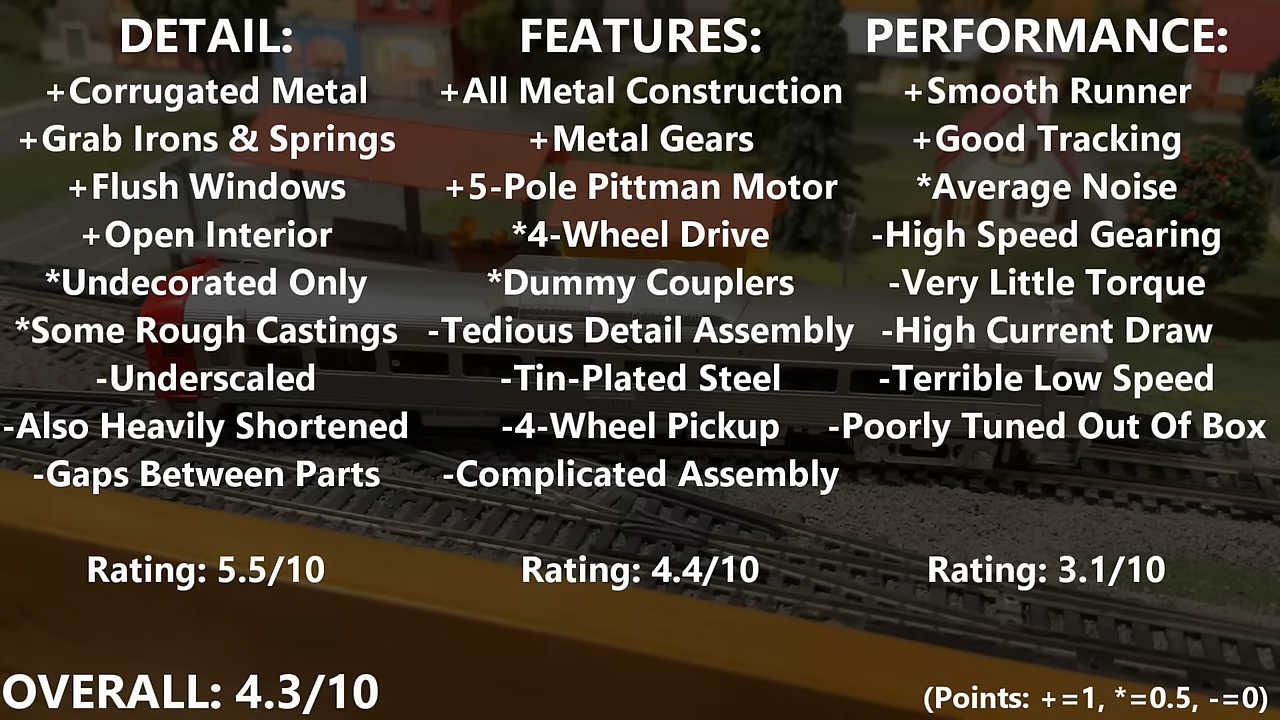 DETAIL:
+Corrugated Metal
+Grab Irons & Springs
+Flush Windows
+Open Interior
*Undecorated Only
*Some Rough Castings
-Underscaled
-Also Heavily Shortened
-Gaps Between Parts
Rating: 5.5/10
FEATURES:
+All Metal Construction
+Metal Gears
+5-Pole Pittman Motor
*4-Wheel Drive
*Dummy Couplers
-Tedious Detail Assembly
-Tin-Plated Steel
-4-Wheel Pickup
-Complicated Assembly
Rating: 4.4/10
PERFORMANCE:
+Smooth Runner
+Good Tracking
*Average Noise
-High Speed Gearing
-Very Little Torque
-High Current Draw
-Terrible Low Speed
-Poorly Tuned Out Of Box
Rating: 3.1/10
OVERALL: 4.3/10
(Points: +=1, *=0.5, -=0)